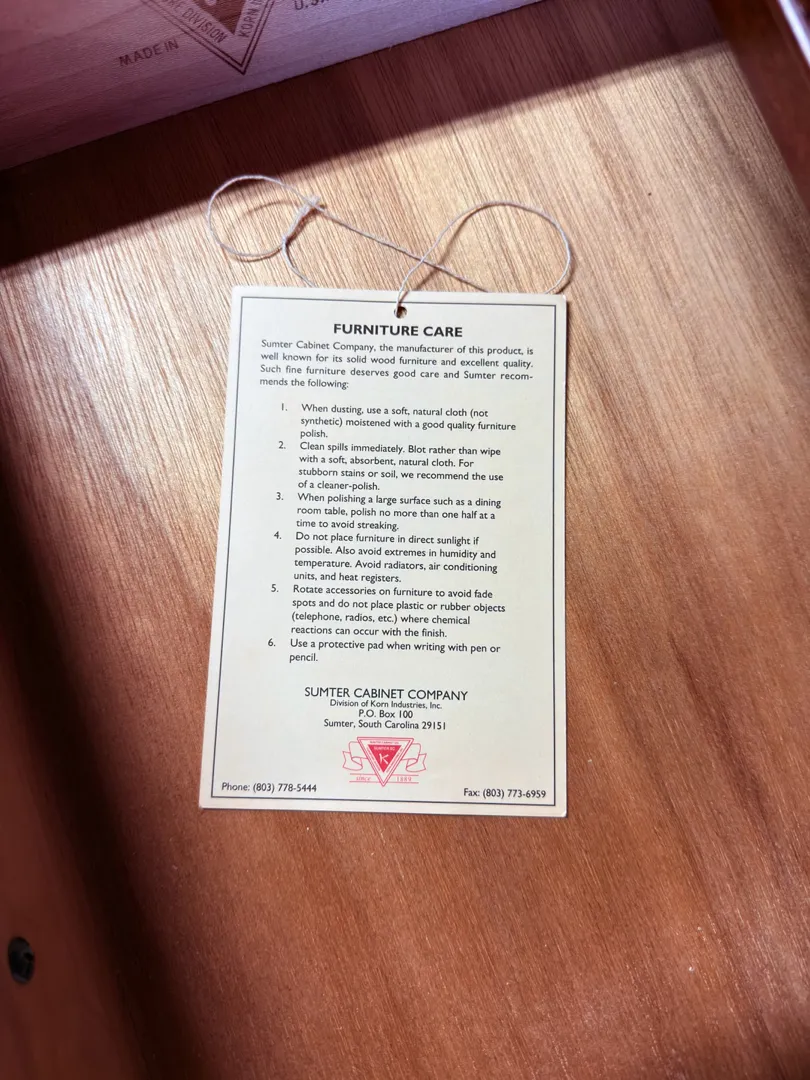 RE DIVISION
KORN I
U.S.
MADE IN
FURNITURE CARE
Sumter Cabinet Company, the manufacturer of this product, is
well known for its solid wood furniture and excellent quality.
Such fine furniture deserves good care and Sumter recom-
mends the following:
1. When dusting, use a soft, natural cloth (not
synthetic) moistened with a good quality furniture
polish.
2. Clean spills immediately. Blot rather than wipe
with a soft, absorbent, natural cloth. For
stubborn stains or soil, we recommend the use
of a cleaner-polish.
3. When polishing a large surface such as a dining
room table, polish no more than one half at a
time to avoid streaking.
4. Do not place furniture in direct sunlight if
possible. Also avoid extremes in humidity and
temperature. Avoid radiators, air conditioning
units, and heat registers.
5. Rotate accessories on furniture to avoid fade
spots and do not place plastic or rubber objects
(telephone, radios, etc.) where chemical
reactions can occur with the finish.
6. Use a protective pad when writing with pen or
pencil.
SUMTER CABINET COMPANY
Division of Korn Industries, Inc.
P.O. Box 100
Sumter, South Carolina 29151
K
SINCE 1889
Phone: (803) 778-5444
Fax: (803) 773-6959